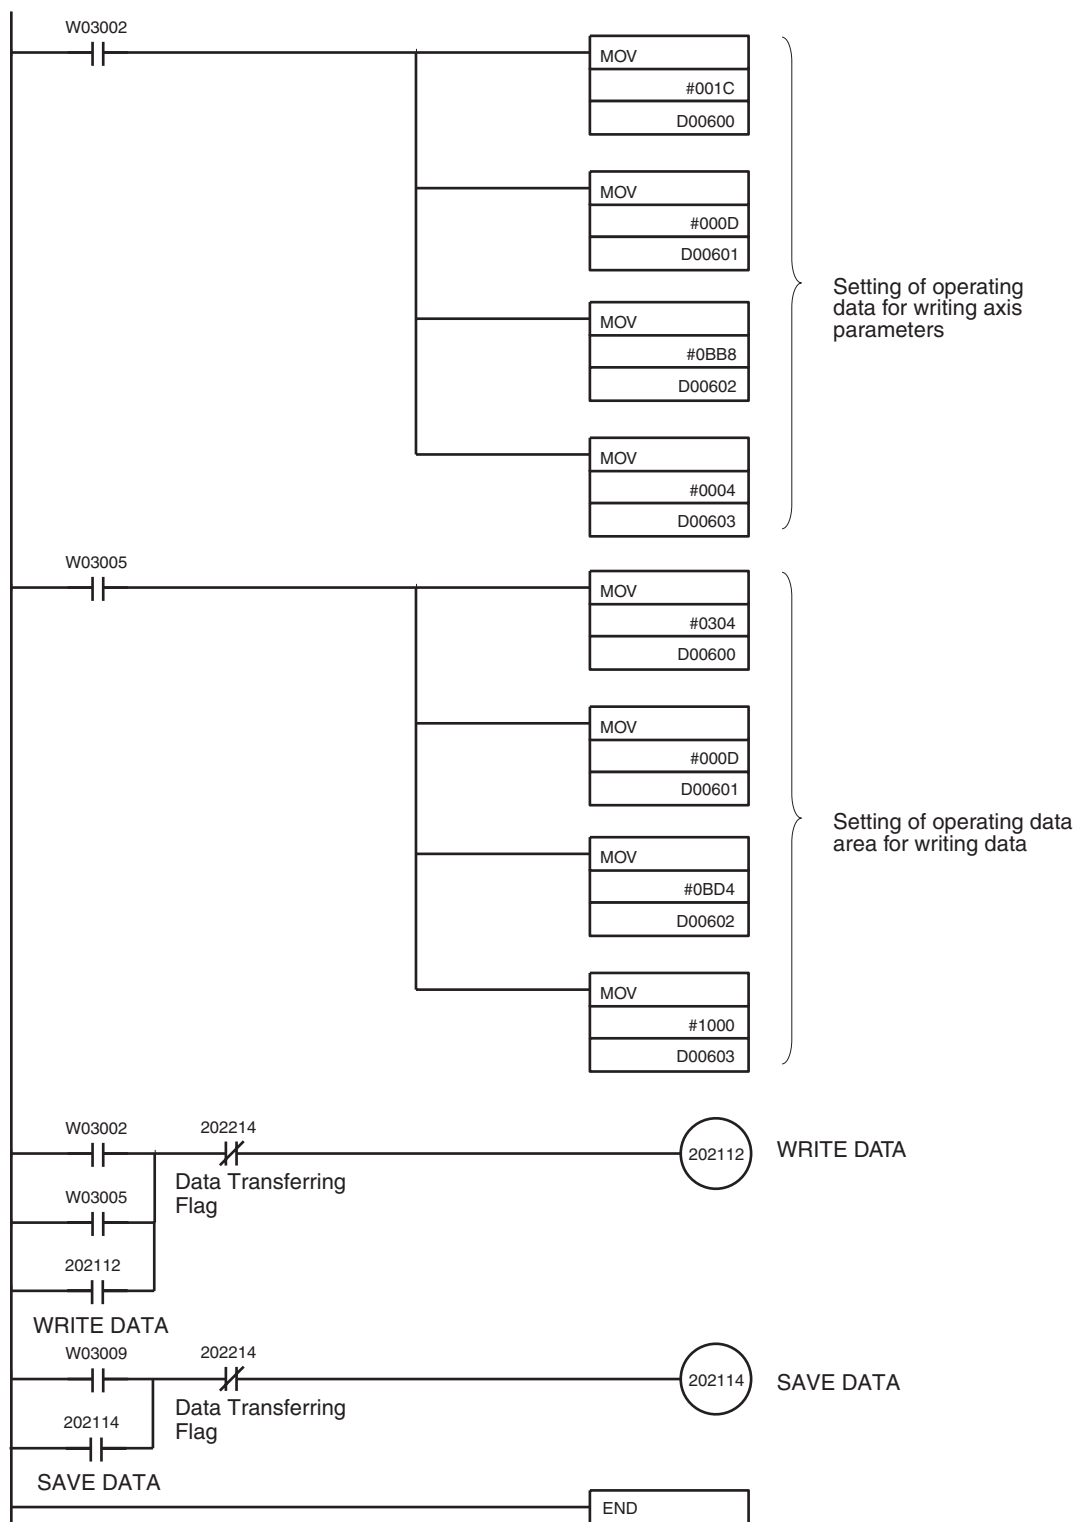 W03002
MOV
#001C
D00600
MOV
#000D
D00601
MOV
#0BB8
D00602
MOV
#0004
D00603
Setting of operating
data for writing axis
parameters
W03005
MOV
#0304
D00600
MOV
#000D
D00601
MOV
#0BD4
D00602
MOV
#1000
D00603
Setting of operating data
area for writing data
W03002
202214
202112
WRITE DATA
Data Transferring
Flag
W03005
202112
WRITE DATA
W03009
202214
202114
SAVE DATA
Data Transferring
Flag
202114
SAVE DATA
END